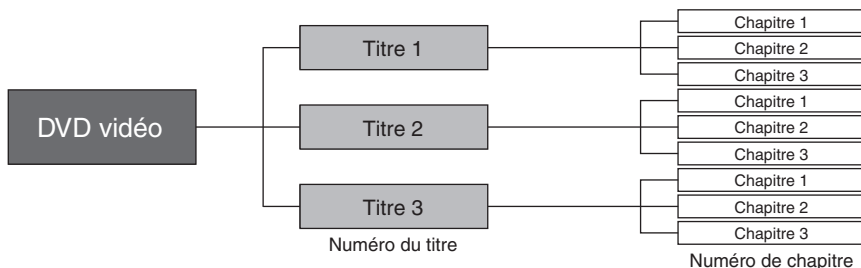 DVD vidéo
Titre 1
Chapitre 1
Chapitre 2
Chapitre 3
Titre 2
Chapitre 1
Chapitre 2
Chapitre 3
Titre 3
Chapitre 1
Chapitre 2
Chapitre 3
Numéro du titre
Numéro de chapitre